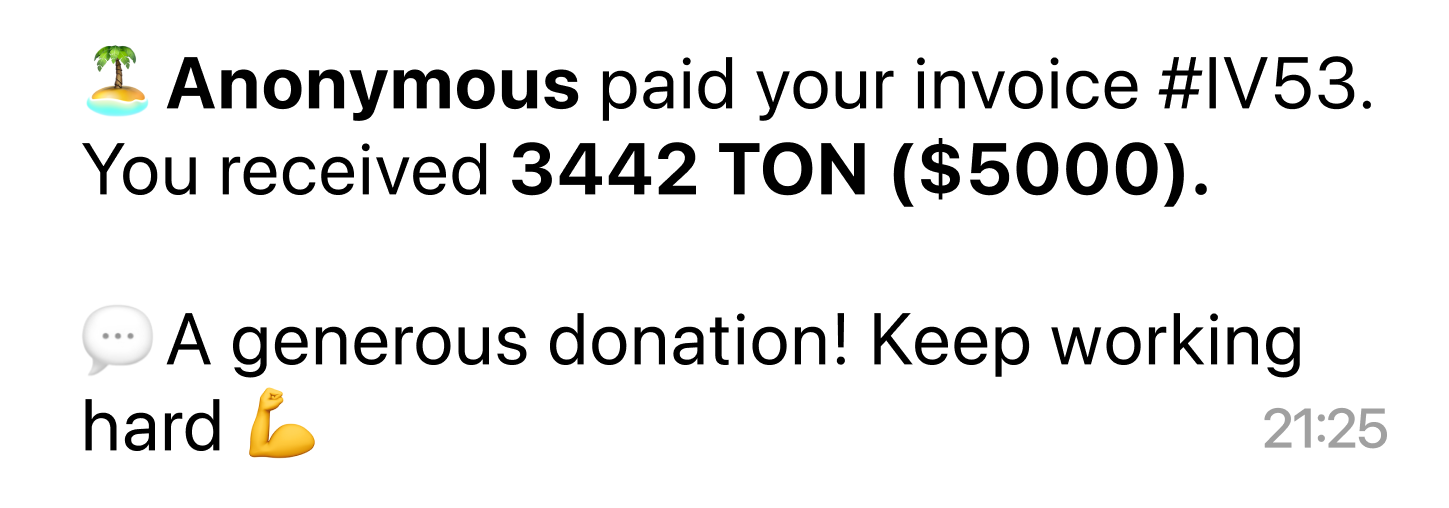 🏝 Anonymous paid your invoice #IV53.
You received 3442 TON ($5000).
💬 A generous donation! Keep working
hard 💪
21:25